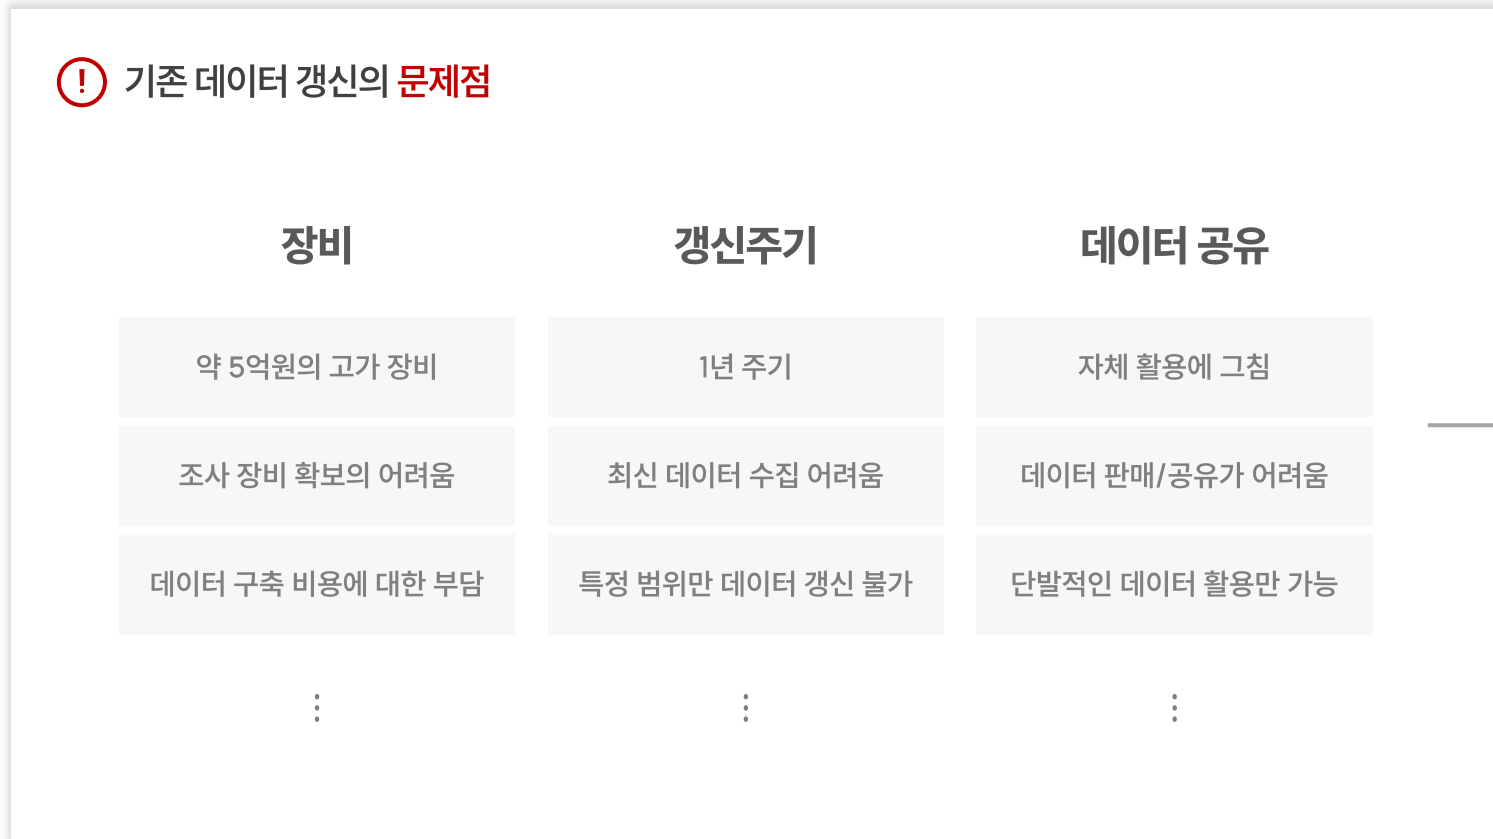 기존 데이터 갱신의 문제점
장비
약 5억원의 고가 장비
조사 장비 확보의 어려움
데이터 구축 비용에 대한 부담
갱신주기
1년 주기
최신 데이터 수집 어려움
특정 범위만 데이터 갱신 불가
데이터 공유
자체 활용에 그침
데이터 판매/공유가 어려움
단발적인 데이터 활용만 가능